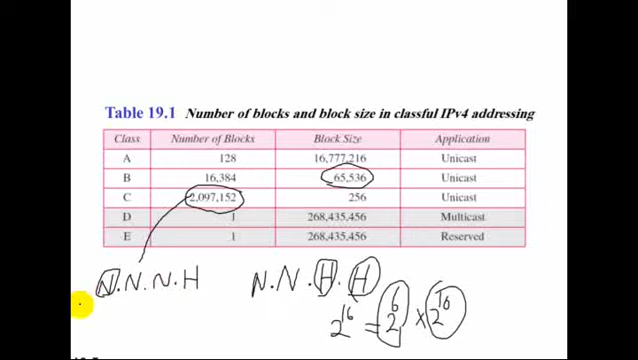 Table 19.1 Number of blocks and block size in classful IPv4 addressing
Class Number of Blocks Block Size Application
A 128 16,777,216 Unicast
B 16,384 65,536 Unicast
C 2,097,152 256 Unicast
D 1 268,435,456 Multicast
E 1 268,435,456 Reserved
N.N.N.H N.N.H.H
2^16 = 2^6 × 2^10